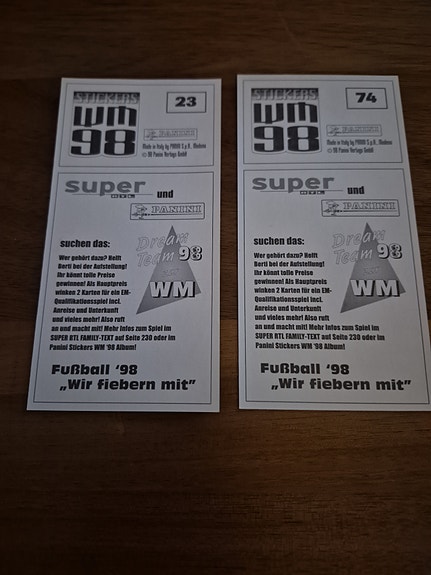 STICKERS
23
WM
98
PANINI
Made in Italy by PANINI S.p.A., Modena
© 98 Panini Verlags GmbH
super
RTL
und
PANINI
suchen das:
Dream
Team 98
WM
Wer gehört dazu? Helft
Berti bei der Aufstellung!
Ihr könnt tolle Preise
gewinnen! Als Hauptpreis
winken 2 Karten für ein EM-
Qualifikationsspiel incl.
Anreise und Unterkunft
und vieles mehr! Also ruft
an und macht mit! Mehr Infos zum Spiel im
SUPER RTL FAMILY-TEXT auf Seite 230 oder im
Panini Stickers WM '98 Album!
Fußball '98
„Wir fiebern mit”
STICKERS
74
WM
98
PANINI
Made in Italy by PANINI S.p.A., Modena
© 98 Panini Verlags GmbH
super
RTL
und
PANINI
suchen das:
Dream
Team 98
WM
Wer gehört dazu? Helft
Berti bei der Aufstellung!
Ihr könnt tolle Preise
gewinnen! Als Hauptpreis
winken 2 Karten für ein EM-
Qualifikationsspiel incl.
Anreise und Unterkunft
und vieles mehr! Also ruft
an und macht mit! Mehr Infos zum Spiel im
SUPER RTL FAMILY-TEXT auf Seite 230 oder im
Panini Stickers WM '98 Album!
Fußball '98
„Wir fiebern mit”